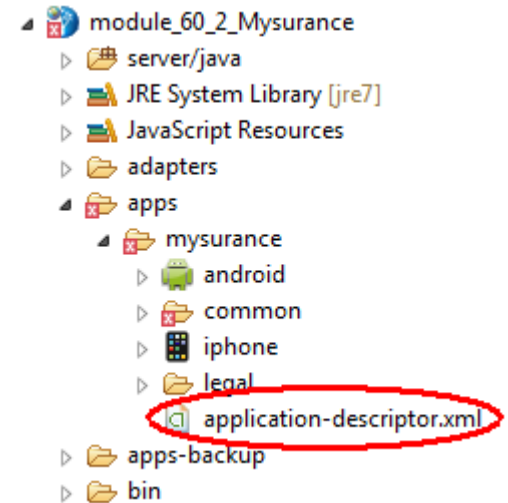 module_60_2_Mysurance
server/java
JRE System Library [jre7]
JavaScript Resources
adapters
apps
mysurance
android
common
iphone
legal
application-descriptor.xml
apps-backup
bin